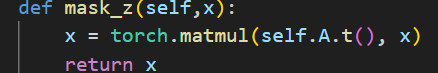 def mask_z(self,x):
    x = torch.matmul(self.A.t(), x)
    return x